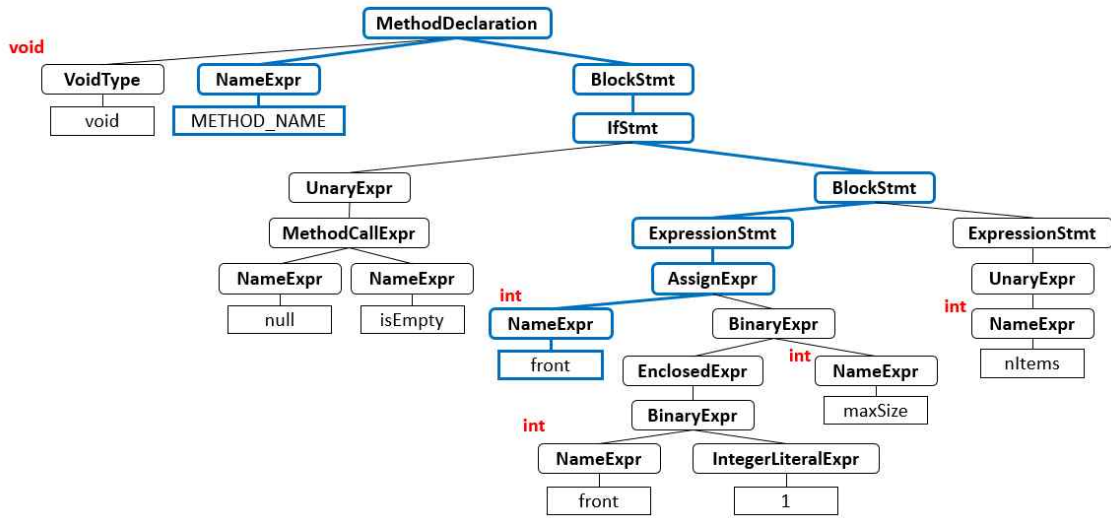 MethodDeclaration
void
VoidType NameExpr BlockStmt
void METHOD_NAME
IfStmt
UnaryExpr BlockStmt
MethodCallExpr ExpressionStmt ExpressionStmt
NameExpr NameExpr AssignExpr UnaryExpr
int int
null isEmpty NameExpr BinaryExpr NameExpr
front int nItems
EnclosedExpr NameExpr
maxSize
BinaryExpr
int
NameExpr IntegerLiteralExpr
front 1